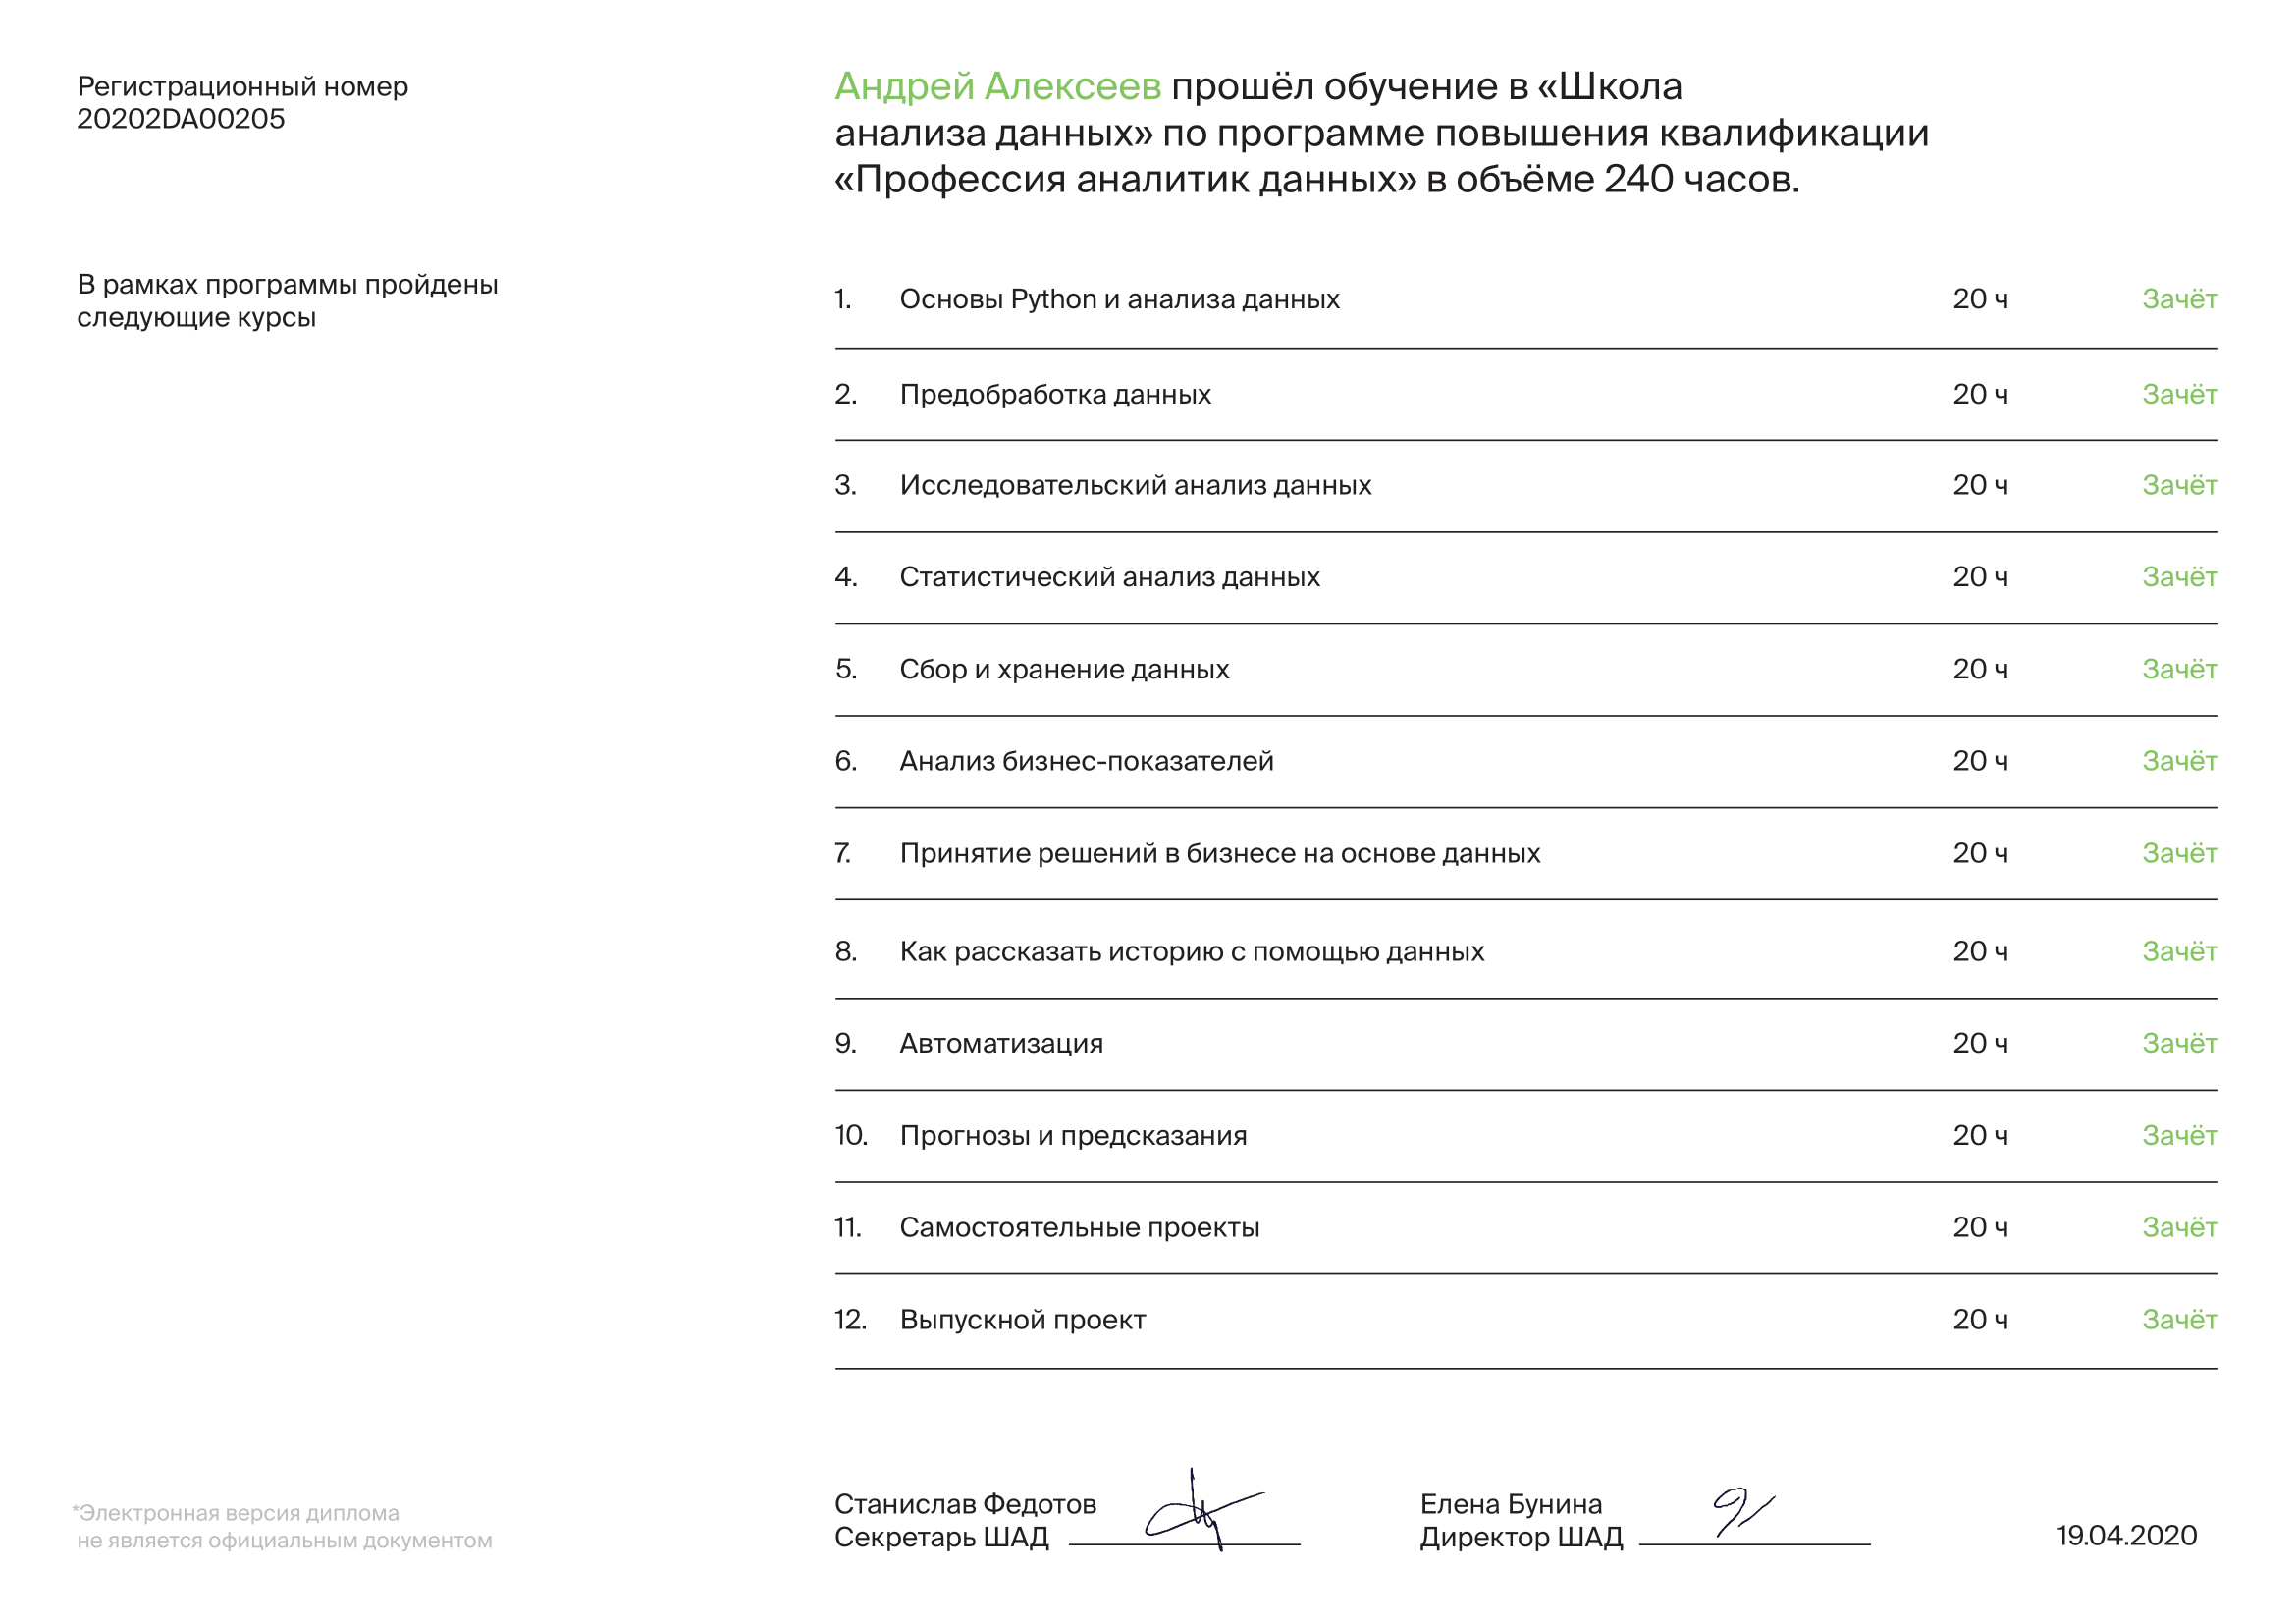 Регистрационный номер
20202DA00205
Андрей Алексеев прошёл обучение в «Школа
анализа данных» по программе повышения квалификации
«Профессия аналитик данных» в объёме 240 часов.
В рамках программы пройдены
следующие курсы
1. Основы Python и анализа данных 20 ч Зачёт
2. Предобработка данных 20 ч Зачёт
3. Исследовательский анализ данных 20 ч Зачёт
4. Статистический анализ данных 20 ч Зачёт
5. Сбор и хранение данных 20 ч Зачёт
6. Анализ бизнес-показателей 20 ч Зачёт
7. Принятие решений в бизнесе на основе данных 20 ч Зачёт
8. Как рассказать историю с помощью данных 20 ч Зачёт
9. Автоматизация 20 ч Зачёт
10. Прогнозы и предсказания 20 ч Зачёт
11. Самостоятельные проекты 20 ч Зачёт
12. Выпускной проект 20 ч Зачёт
*Электронная версия диплома
не является официальным документом
Станислав Федотов
Секретарь ШАД
Елена Бунина
Директор ШАД
19.04.2020